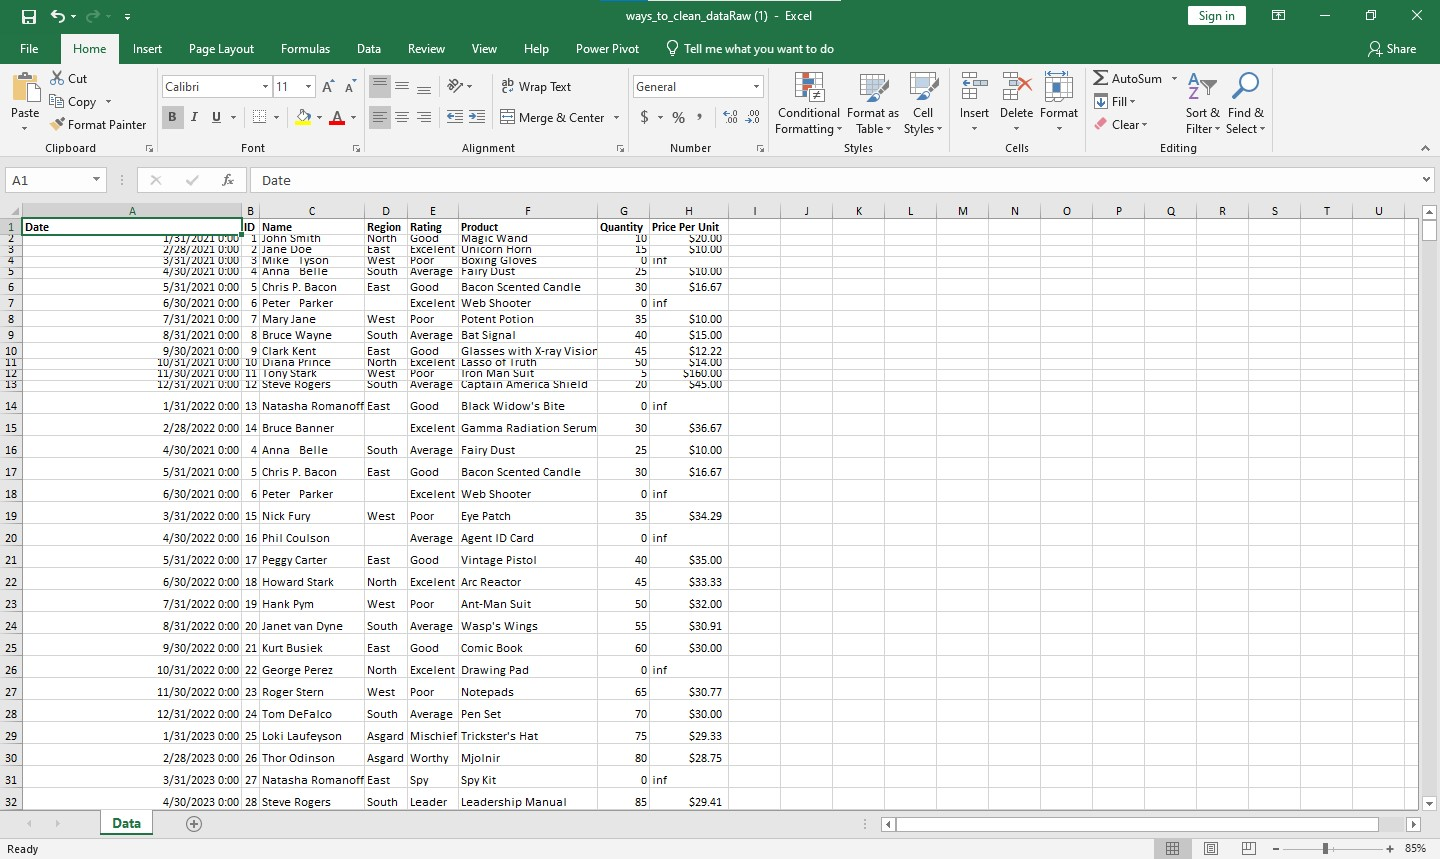 ways_to_clean_dataRaw (1) - Excel
Sign in
File Home Insert Page Layout Formulas Data Review View Help Power Pivot Tell me what you want to do Share
Cut
Copy
Format Painter
Paste
Clipboard
Calibri 11
B I U
Font
ab Wrap Text
Merge & Center
Alignment
General
$ % ,
Number
Conditional Formatting
Format as Table
Cell Styles
Styles
Insert Delete Format
Cells
AutoSum
Fill
Clear
Sort & Filter
Find & Select
Editing
A1 fx Date
A B C D E F G H I J K L M N O P Q R S T U
1 Date ID Name Region Rating Product Quantity Price Per Unit
2 1/31/2021 0:00 1 John Smith North Good Magic Wand 10 $20.00
3 2/28/2021 0:00 2 Jane Doe East Excelent Unicorn Horn 15 $10.00
4 3/31/2021 0:00 3 Mike Tyson West Poor Boxing Gloves 0 inf
5 4/30/2021 0:00 4 Anna Belle South Average Fairy Dust 25 $10.00
6 5/31/2021 0:00 5 Chris P. Bacon East Good Bacon Scented Candle 30 $16.67
7 6/30/2021 0:00 6 Peter Parker Excelent Web Shooter 0 inf
8 7/31/2021 0:00 7 Mary Jane West Poor Potent Potion 35 $10.00
9 8/31/2021 0:00 8 Bruce Wayne South Average Bat Signal 40 $15.00
10 9/30/2021 0:00 9 Clark Kent East Good Glasses with X-ray Vision 45 $12.22
11 10/31/2021 0:00 10 Diana Prince North Excelent Lasso of Truth 50 $14.00
12 11/30/2021 0:00 11 Tony Stark West Poor Iron Man Suit 5 $160.00
13 12/31/2021 0:00 12 Steve Rogers South Average Captain America Shield 20 $45.00
14 1/31/2022 0:00 13 Natasha Romanoff East Good Black Widow's Bite 0 inf
15 2/28/2022 0:00 14 Bruce Banner Excelent Gamma Radiation Serum 30 $36.67
16 4/30/2021 0:00 4 Anna Belle South Average Fairy Dust 25 $10.00
17 5/31/2021 0:00 5 Chris P. Bacon East Good Bacon Scented Candle 30 $16.67
18 6/30/2021 0:00 6 Peter Parker Excelent Web Shooter 0 inf
19 3/31/2022 0:00 15 Nick Fury West Poor Eye Patch 35 $34.29
20 4/30/2022 0:00 16 Phil Coulson Average Agent ID Card 0 inf
21 5/31/2022 0:00 17 Peggy Carter East Good Vintage Pistol 40 $35.00
22 6/30/2022 0:00 18 Howard Stark North Excelent Arc Reactor 45 $33.33
23 7/31/2022 0:00 19 Hank Pym West Poor Ant-Man Suit 50 $32.00
24 8/31/2022 0:00 20 Janet van Dyne South Average Wasp's Wings 55 $30.91
25 9/30/2022 0:00 21 Kurt Busiek East Good Comic Book 60 $30.00
26 10/31/2022 0:00 22 George Perez North Excelent Drawing Pad 0 inf
27 11/30/2022 0:00 23 Roger Stern West Poor Notepads 65 $30.77
28 12/31/2022 0:00 24 Tom DeFalco South Average Pen Set 70 $30.00
29 1/31/2023 0:00 25 Loki Laufeyson Asgard Mischief Trickster's Hat 75 $29.33
30 2/28/2023 0:00 26 Thor Odinson Asgard Worthy Mjolnir 80 $28.75
31 3/31/2023 0:00 27 Natasha Romanoff East Spy Spy Kit 0 inf
32 4/30/2023 0:00 28 Steve Rogers South Leader Leadership Manual 85 $29.41
Data
Ready
85%